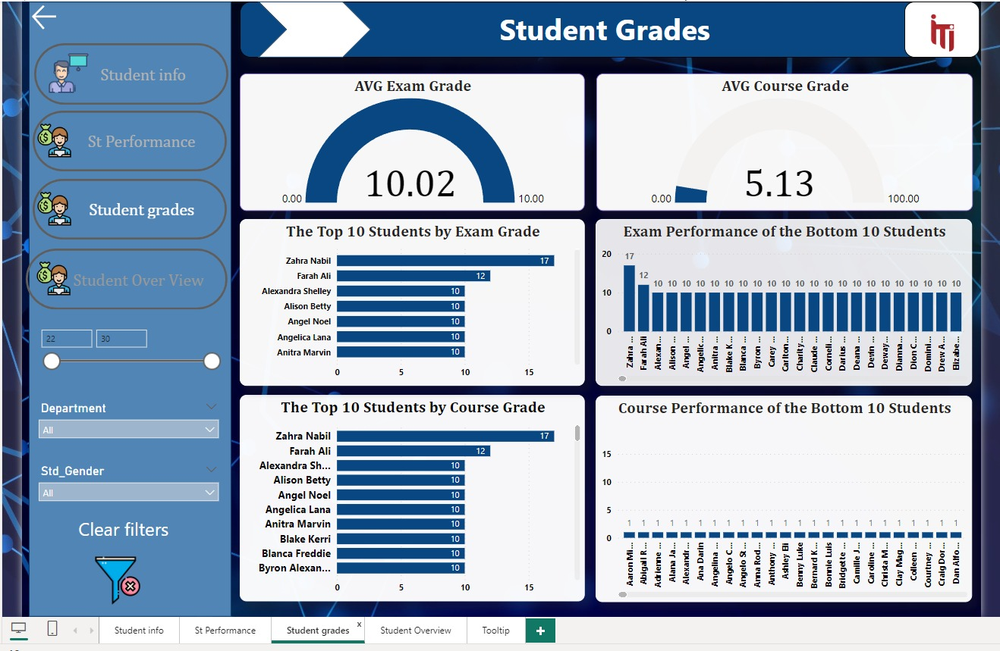 Student Grades
iTi
Student info
St Performance
Student grades
Student Over View
22 30
Department
All
Std_Gender
All
Clear filters
AVG Exam Grade
10.02
0.00 10.00
AVG Course Grade
5.13
0.00 100.00
The Top 10 Students by Exam Grade
Zahra Nabil 17
Farah Ali 12
Alexandra Shelley 10
Alison Betty 10
Angel Noel 10
Angelica Lana 10
Anitra Marvin 10
0 5 10 15
Exam Performance of the Bottom 10 Students
20
10
0
17 12 10 10 10 10 10 10 10 10 10 10 10 10 10 10 10 10 10 10 10 10 10 10
Zahra ...
Farah Ali
Alexan...
Alison ...
Angel ...
Angelic...
Anitra ...
Blake K...
Blanca ...
Byron ...
Carey ...
Carlton...
Charity...
Claude ...
Corneli...
Darius ...
Deana ...
Devin ...
Deway...
Dianna...
Dion C...
Domini...
Drew A...
Elizabe...
The Top 10 Students by Course Grade
Zahra Nabil 17
Farah Ali 12
Alexandra Sh... 10
Alison Betty 10
Angel Noel 10
Angelica Lana 10
Anitra Marvin 10
Blake Kerri 10
Blanca Freddie 10
Byron Alexan... 10
0 5 10 15
Course Performance of the Bottom 10 Students
15
10
5
0
1 1 1 1 1 1 1 1 1 1 1 1 1 1 1 1 1 1 1 1 1 1 1 1
Aaron Mi...
Abigail R...
Adrienne ...
Alana Ja...
Alexandr...
Ana Darin
Angelina ...
Angelo C...
Angelo St...
Anna Rod...
Anthony ...
Ashley Eli
Benny Luke
Bernard K...
Bonnie Luis
Bridgette ...
Camille J...
Caroline ...
Christa M...
Clay Mag...
Colleen ...
Courtney ...
Craig Dor...
Dan Alfo...
Student info St Performance Student grades x Student Overview Tooltip +